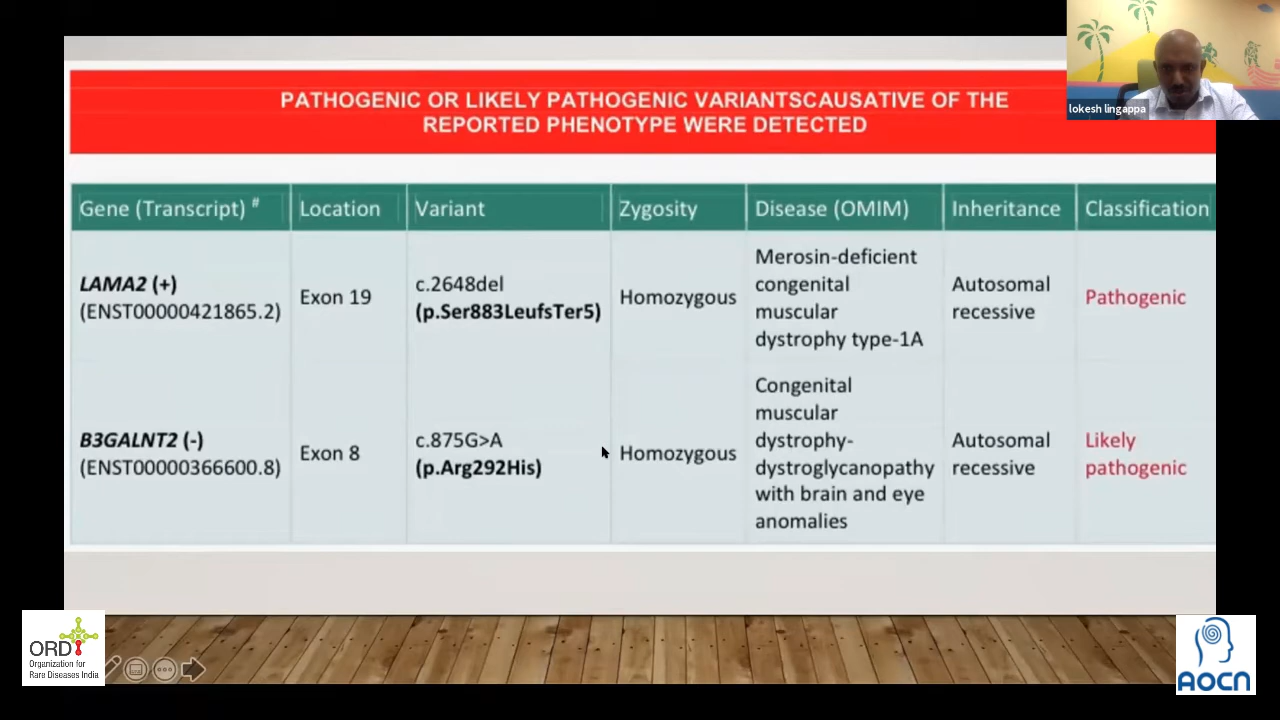 lokesh lingappa
PATHOGENIC OR LIKELY PATHOGENIC VARIANTSCAUSATIVE OF THE
REPORTED PHENOTYPE WERE DETECTED
Gene (Transcript) # Location Variant Zygosity Disease (OMIM) Inheritance Classification
LAMA2 (+)
(ENST00000421865.2)
Exon 19
c.2648del
(p.Ser883LeufsTer5)
Homozygous
Merosin-deficient
congenital
muscular
dystrophy type-1A
Autosomal
recessive
Pathogenic
B3GALNT2 (-)
(ENST00000366600.8)
Exon 8
c.875G>A
(p.Arg292His)
Homozygous
Congenital
muscular
dystrophy-
dystroglycanopathy
with brain and eye
anomalies
Autosomal
recessive
Likely
pathogenic
ORDI
Organization for
Rare Diseases India
AOCN